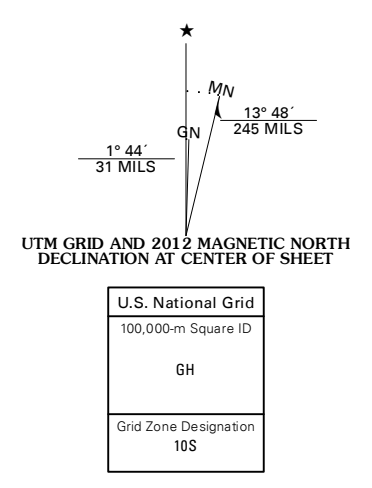 ★
MN
13° 48´
245 MILS
GN
1° 44´
31 MILS
UTM GRID AND 2012 MAGNETIC NORTH
DECLINATION AT CENTER OF SHEET
U.S. National Grid
100,000-m Square ID
GH
Grid Zone Designation
10S